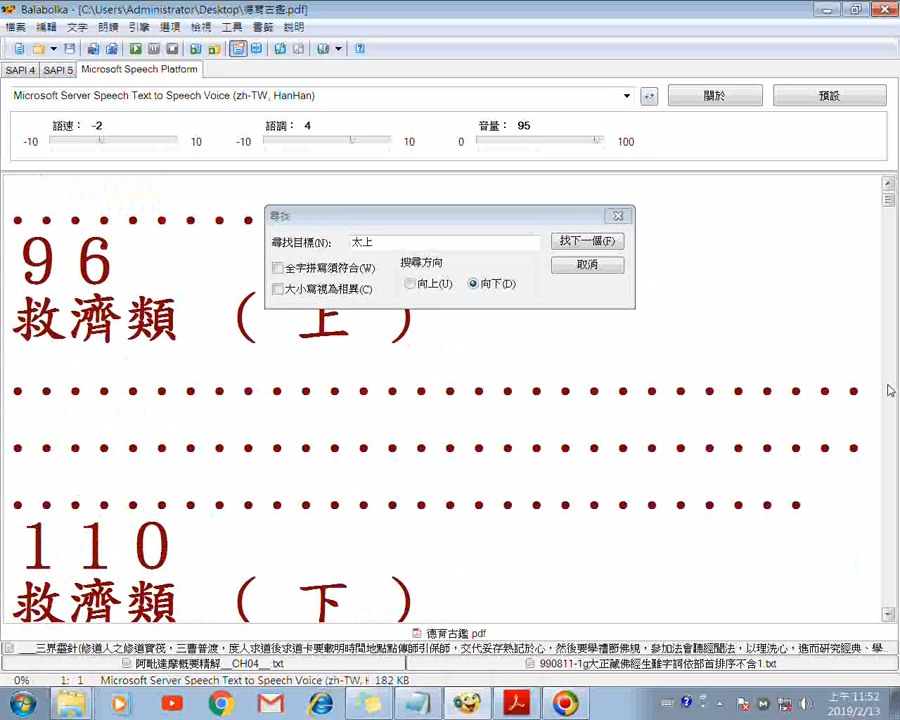 Balabolka - [C:\Users\Administrator\Desktop\德育古鑑.pdf]
檔案 編輯 文字 朗讀 引擎 選項 檢視 工具 書籤 說明
SAPI 4 SAPI 5 Microsoft Speech Platform
Microsoft Server Speech Text to Speech Voice (zh-TW, HanHan) 關於 預設
語速: -2 語調: 4 音量: 95
-10 10 -10 10 0 100
尋找
尋找目標(N): 太上 找下一個(F)
全字拼寫須符合(W) 搜尋方向 取消
大小寫視為相異(C) 向上(U) 向下(D)
96
救濟類(上)
110
救濟類(下)
德育古鑑.pdf
___三界靈針(修道人之修道寶筏，三曹普渡，度人求道後求道卡要載明時間地點點傳師引保師，交代妥存熟記於心，然後要學禮節佛規，參加法會聽經聞法，以理洗心，進而研究經典、學...
阿毗達摩概要精解__CH04__.txt 990811-1g大正藏佛經生難字詞依部首排序不含1.txt
0% 1: 1 Microsoft Server Speech Text to Speech Voice (zh-TW, H 182 KB
上午 11:52
2019/2/13